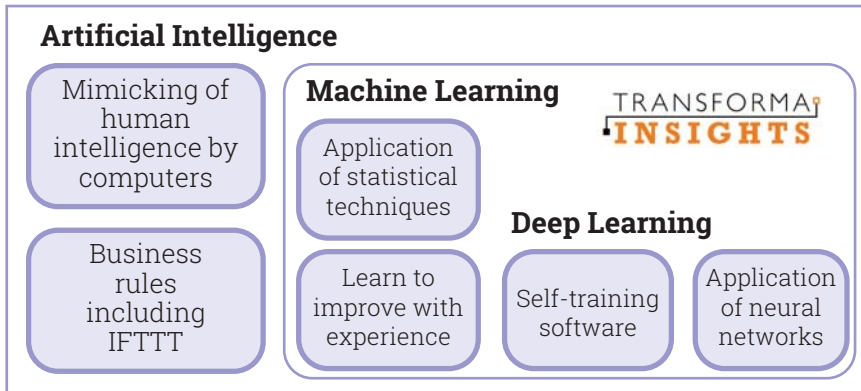 Artificial Intelligence
Mimicking of
human
intelligence by
computers
Business
rules
including
IFTTT
Machine Learning
TRANSFORMA
INSIGHTS
Application
of statistical
techniques
Learn to
improve with
experience
Deep Learning
Self-training
software
Application
of neural
networks